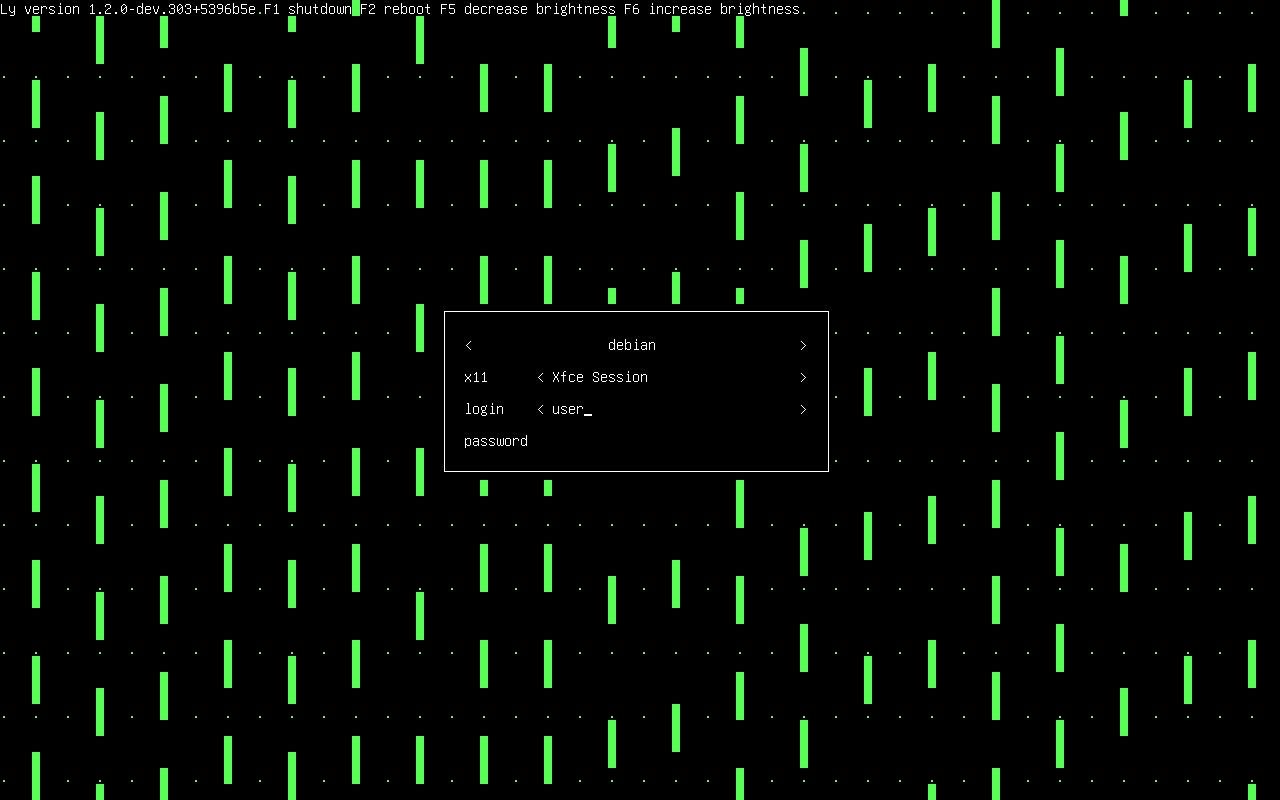 Ly version 1.2.0-dev.303+5396b5e.F1 shutdown F2 reboot F5 decrease brightness F6 increase brightness
< debian >
x11 < Xfce Session >
login < user_ >
password